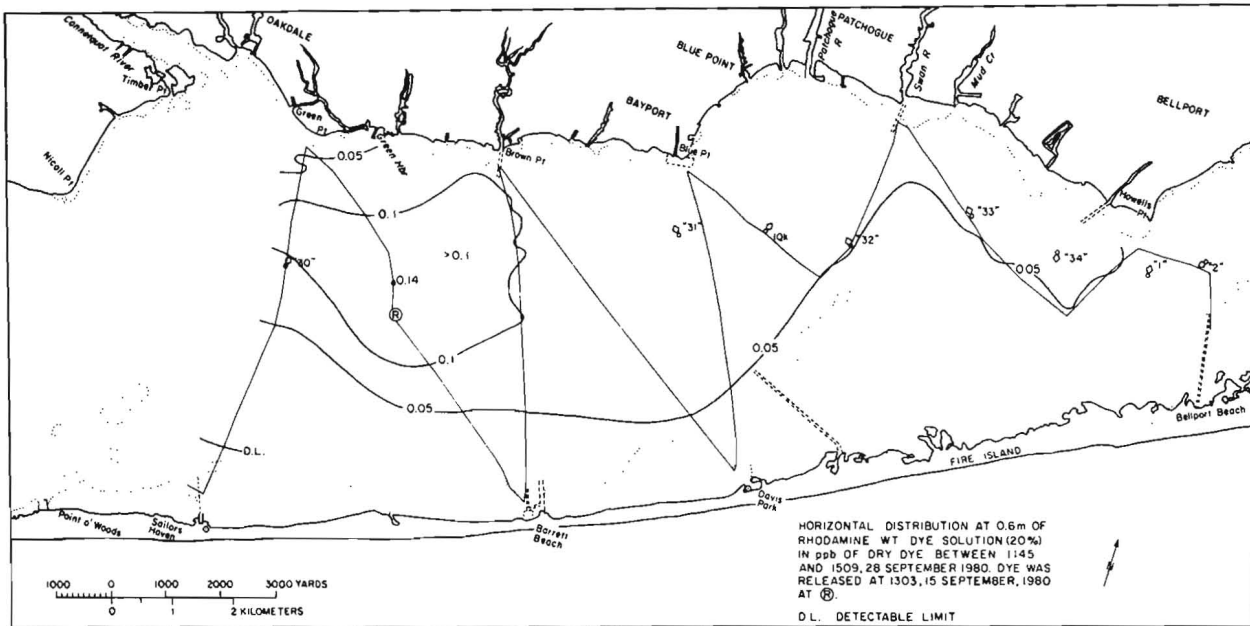 Connetquot River
Timber Pt
Nicoll Pt
OAKDALE
Green Pt
Green Hbr
Brown Pt
BAYPORT
BLUE POINT
Blue Pt
Patchogue R
PATCHOGUE
Swan R
Mud Cr
BELLPORT
Howells Pt
0.05
0.1
>0.1
"30"
0.14
R
0.1
0.05
D.L.
"31"
IQk
"32"
"33"
"34"
0.05
"1"
"2"
0.05
Bellport Beach
FIRE ISLAND
Davis Park
Barrett Beach
Sailors Haven
Point o' Woods
1000 0 1000 2000 3000 YARDS
0 1 2 KILOMETERS
HORIZONTAL DISTRIBUTION AT 0.6m OF
RHODAMINE WT DYE SOLUTION (20%)
IN ppb OF DRY DYE BETWEEN 1145
AND 1509, 28 SEPTEMBER 1980. DYE WAS
RELEASED AT 1303, 15 SEPTEMBER, 1980
AT Ⓡ.
D.L. DETECTABLE LIMIT
N